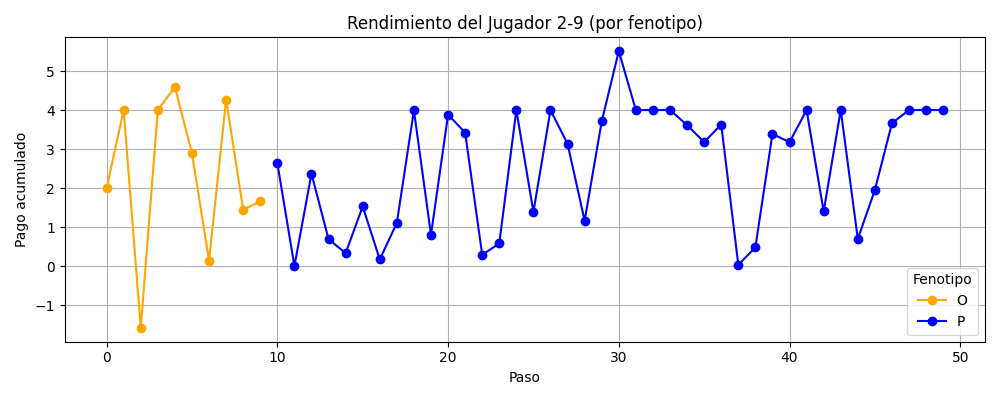 Rendimiento del Jugador 2-9 (por fenotipo)
Pago acumulado
5
4
3
2
1
0
−1
0 10 20 30 40 50
Paso
Fenotipo
O
P